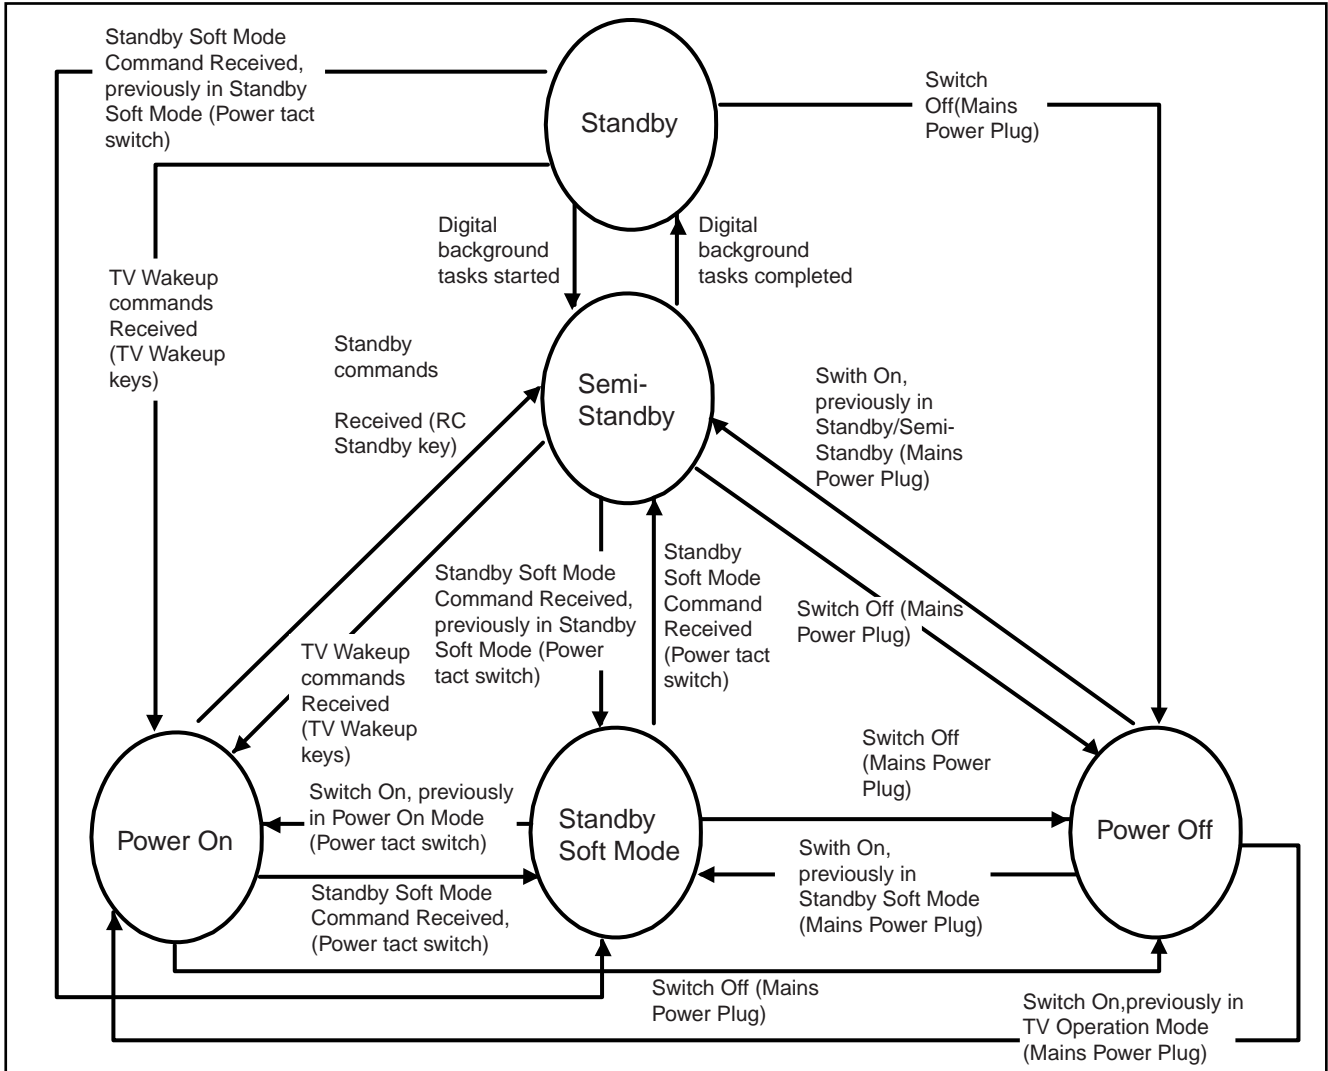 Standby Soft Mode
Command Received,
previously in Standby
Soft Mode (Power tact
switch)
Standby
Switch
Off(Mains
Power Plug)
Digital
background
tasks started
Digital
background
tasks completed
TV Wakeup
commands
Received
(TV Wakeup
keys)
Standby
commands
Received (RC
Standby key)
Semi-
Standby
Swith On,
previously in
Standby/Semi-
Standby (Mains
Power Plug)
Standby Soft Mode
Command Received,
previously in Standby
Soft Mode (Power
tact switch)
Standby
Soft Mode
Command
Received
(Power tact
switch)
Switch Off (Mains
Power Plug)
TV Wakeup
commands
Received
(TV Wakeup
keys)
Switch Off
(Mains Power
Plug)
Power On
Switch On, previously
in Power On Mode
(Power tact switch)
Standby
Soft Mode
Power Off
Swith On,
previously in
Standby Soft Mode
(Mains Power Plug)
Standby Soft Mode
Command Received,
(Power tact switch)
Switch Off (Mains
Power Plug)
Switch On,previously in
TV Operation Mode
(Mains Power Plug)